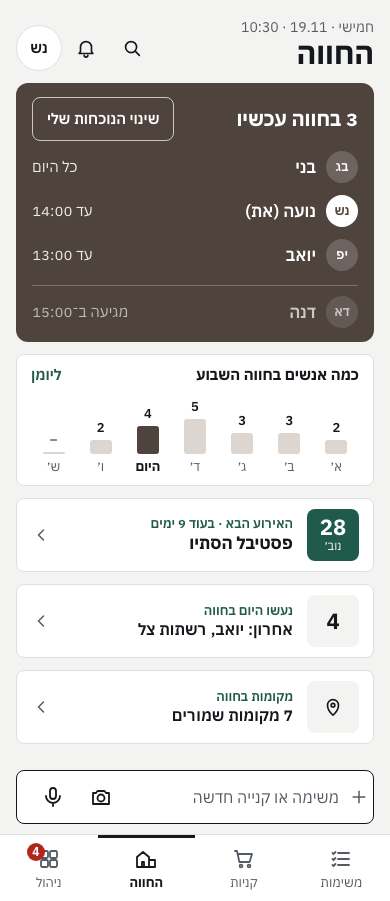 חמישי · 19.11 · 10:30
החווה
נש
3 בחווה עכשיו
שינוי הנוכחות שלי
בג
בני
כל היום
נש
נועה (את)
עד 14:00
יפ
יואב
עד 13:00
דא
דנה
מגיעה ב־15:00
כמה אנשים בחווה השבוע
ליומן
2 3 3 5 4 2 –
א׳ ב׳ ג׳ ד׳ היום ו׳ ש׳
28
נוב׳
האירוע הבא · בעוד 9 ימים
פסטיבל הסתיו
4
נעשו היום בחווה
אחרון: יואב, רשתות צל
מקומות בחווה
7 מקומות שמורים
משימה או קנייה חדשה
4
משימות
קניות
החווה
ניהול